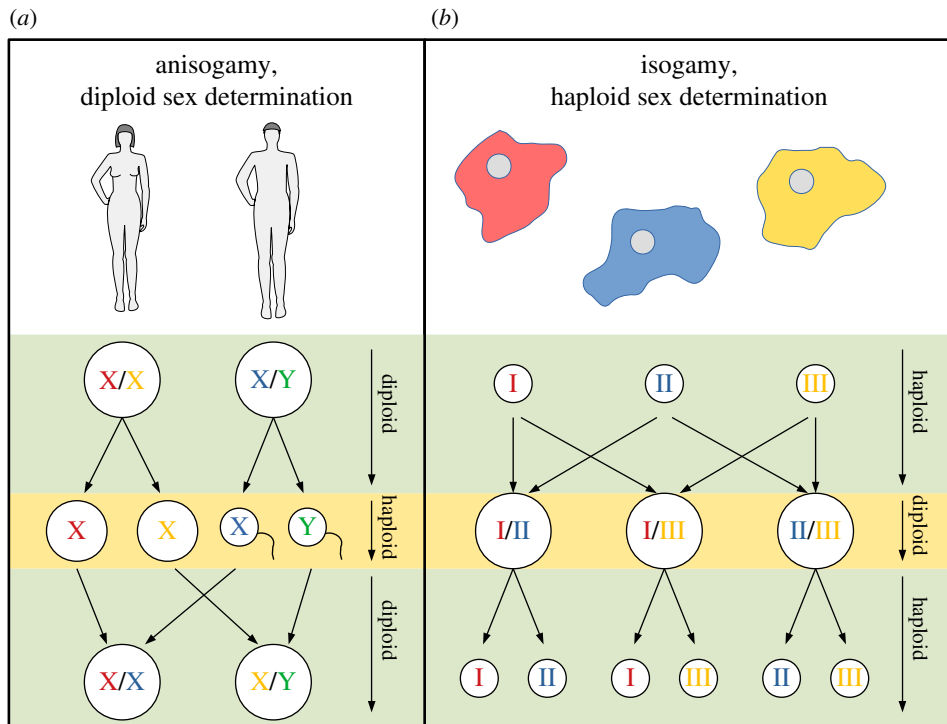 (a)
anisogamy,
diploid sex determination
X/X
X/Y
diploid
X
X
X
Y
haploid
X/X
X/Y
diploid
(b)
isogamy,
haploid sex determination
I
II
III
haploid
I/II
I/III
II/III
diploid
I
II
I
III
II
III
haploid